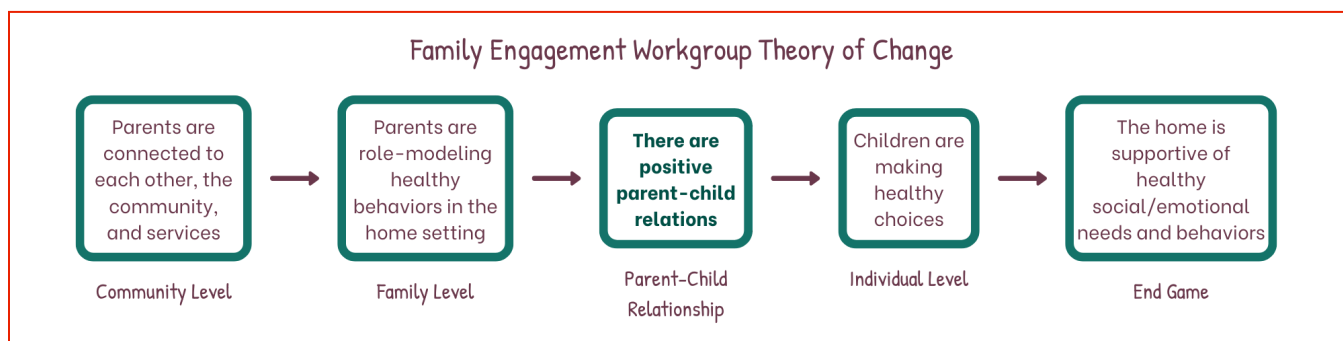 Family Engagement Workgroup Theory of Change
Parents are
connected to
each other, the
community,
and services
Community Level
Parents are
role-modeling
healthy
behaviors in the
home setting
Family Level
There are
positive
parent-child
relations
Parent-Child
Relationship
Children are
making
healthy
choices
Individual Level
The home is
supportive of
healthy
social/emotional
needs and behaviors
End Game